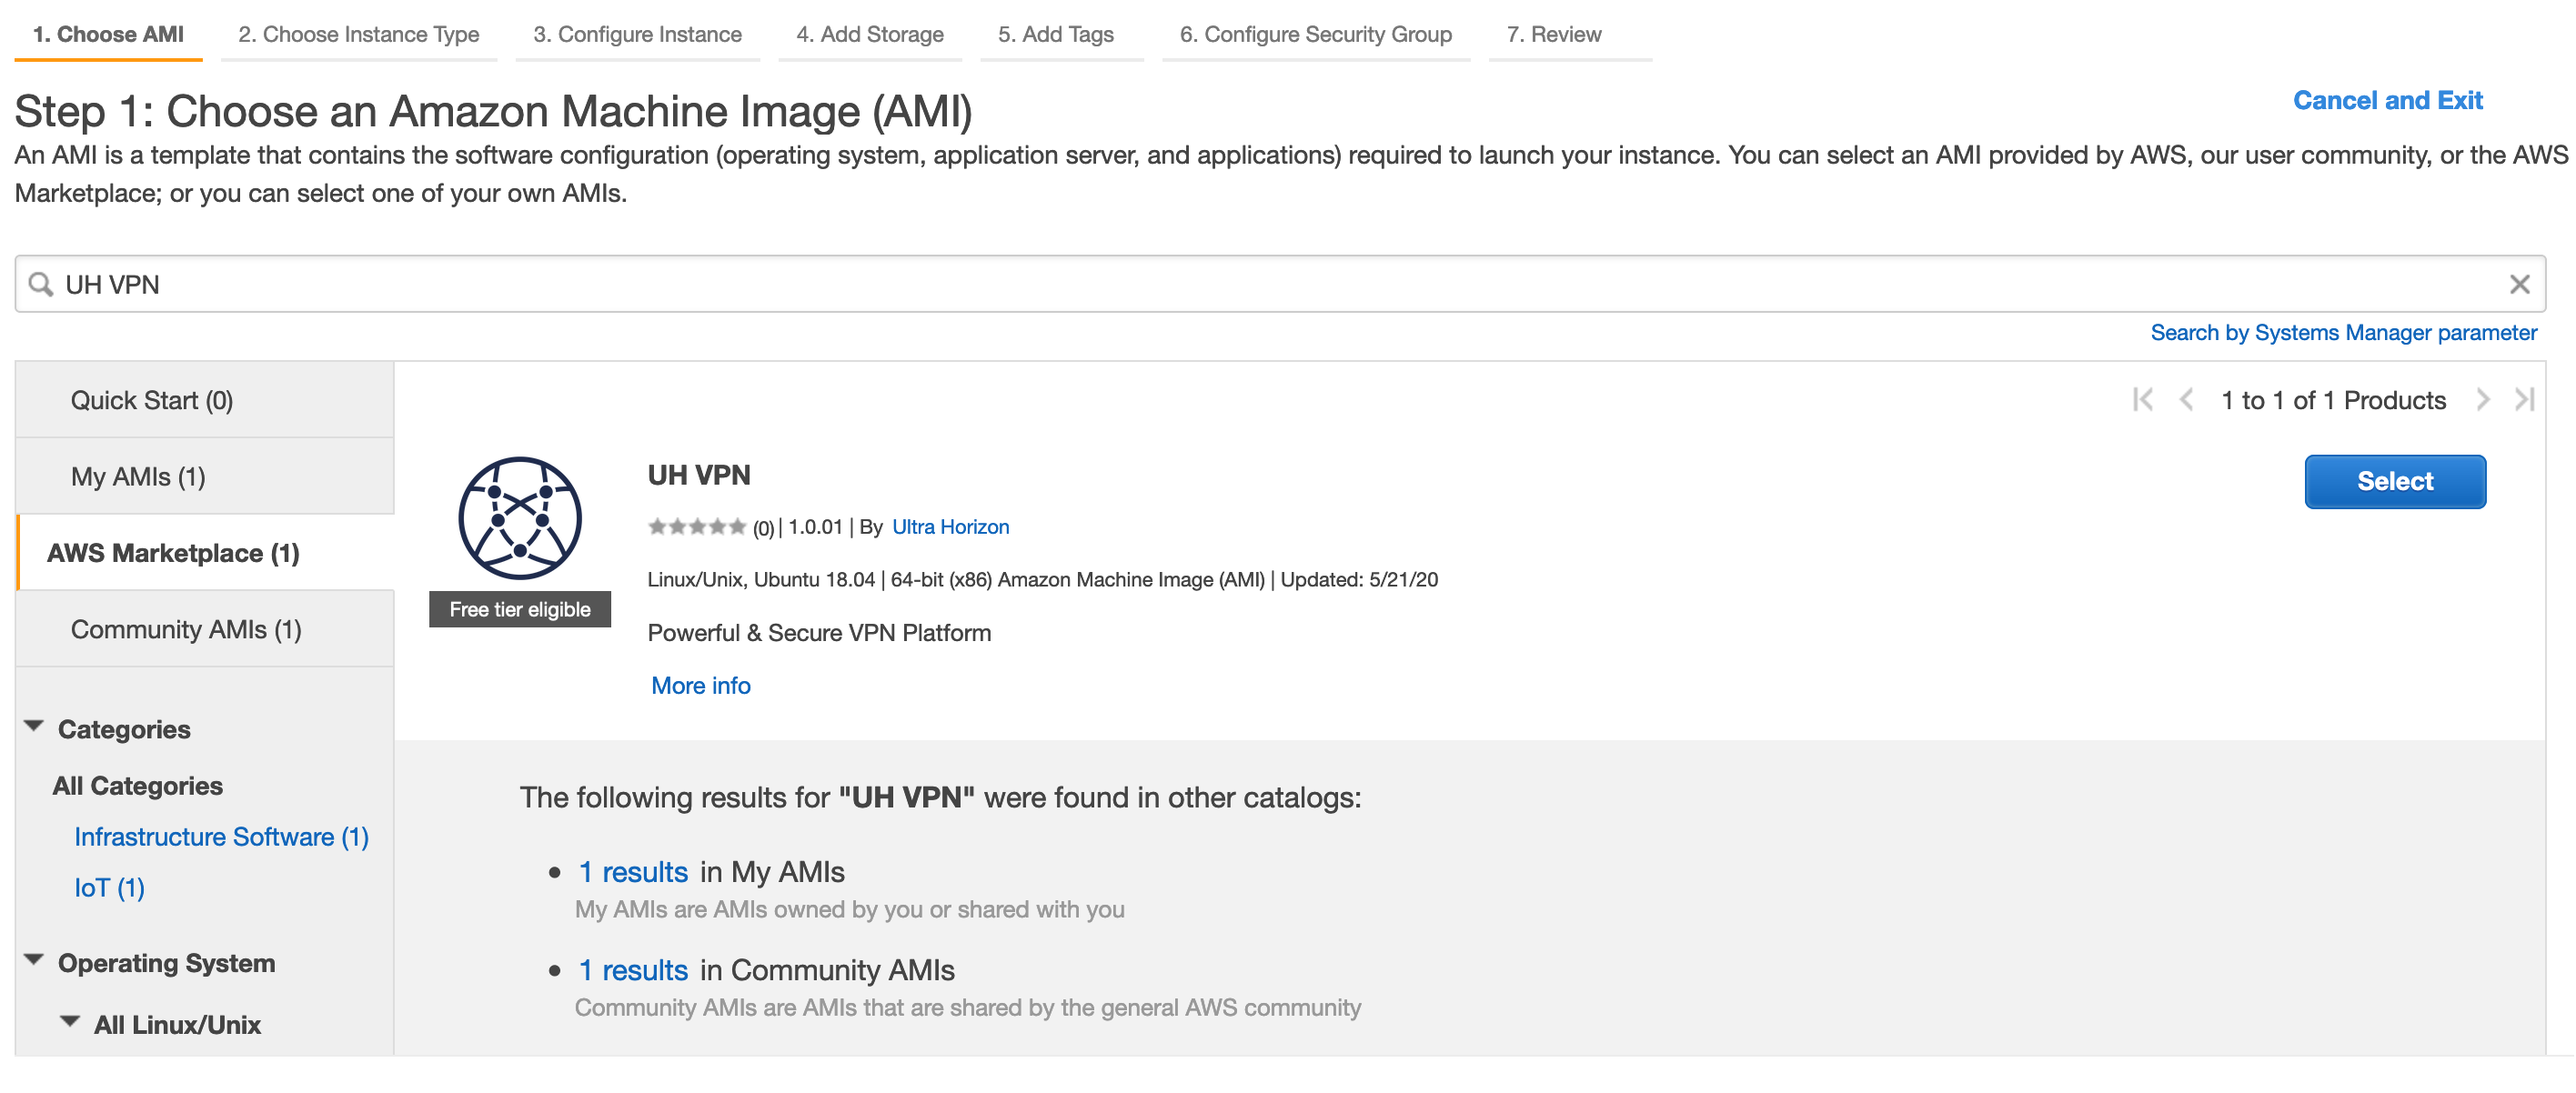 1. Choose AMI 2. Choose Instance Type 3. Configure Instance 4. Add Storage 5. Add Tags 6. Configure Security Group 7. Review
Step 1: Choose an Amazon Machine Image (AMI)
Cancel and Exit
An AMI is a template that contains the software configuration (operating system, application server, and applications) required to launch your instance. You can select an AMI provided by AWS, our user community, or the AWS
Marketplace; or you can select one of your own AMIs.
UH VPN
Search by Systems Manager parameter
Quick Start (0)
My AMIs (1)
AWS Marketplace (1)
Community AMIs (1)
Categories
All Categories
Infrastructure Software (1)
IoT (1)
Operating System
All Linux/Unix
1 to 1 of 1 Products
Free tier eligible
UH VPN
(0) | 1.0.01 | By Ultra Horizon
Linux/Unix, Ubuntu 18.04 | 64-bit (x86) Amazon Machine Image (AMI) | Updated: 5/21/20
Powerful & Secure VPN Platform
More info
Select
The following results for "UH VPN" were found in other catalogs:
1 results in My AMIs
My AMIs are AMIs owned by you or shared with you
1 results in Community AMIs
Community AMIs are AMIs that are shared by the general AWS community